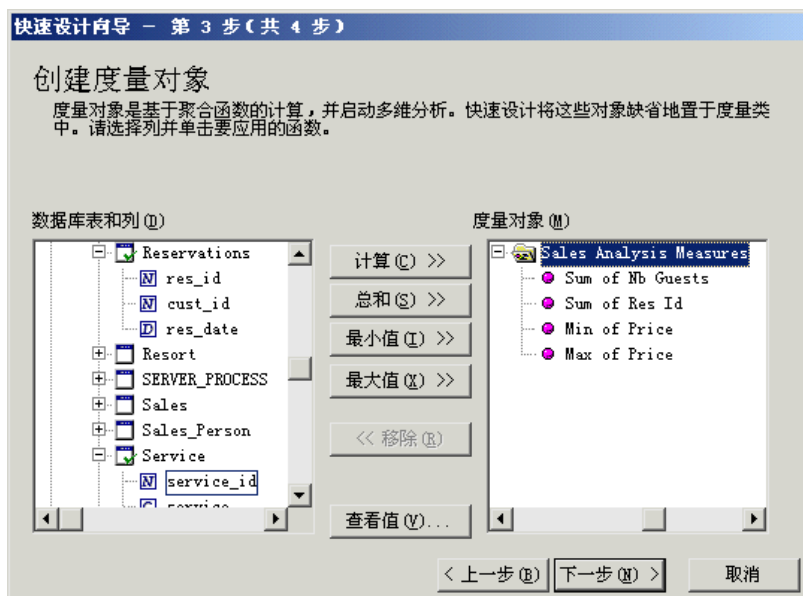 快速设计向导 - 第 3 步(共 4 步)
创建度量对象
度量对象是基于聚合函数的计算，并启动多维分析。快速设计将这些对象缺省地置于度量类
中。请选择列并单击要应用的函数。
数据库表和列(D)
度量对象(M)
Reservations
res_id
cust_id
res_date
Resort
SERVER_PROCESS
Sales
Sales_Person
Service
service_id
计算(C) >>
总和(S) >>
最小值(I) >>
最大值(X) >>
<< 移除(R)
查看值(V)...
Sales Analysis Measures
Sum of Nb Guests
Sum of Res Id
Min of Price
Max of Price
< 上一步(B)
下一步(N) >
取消